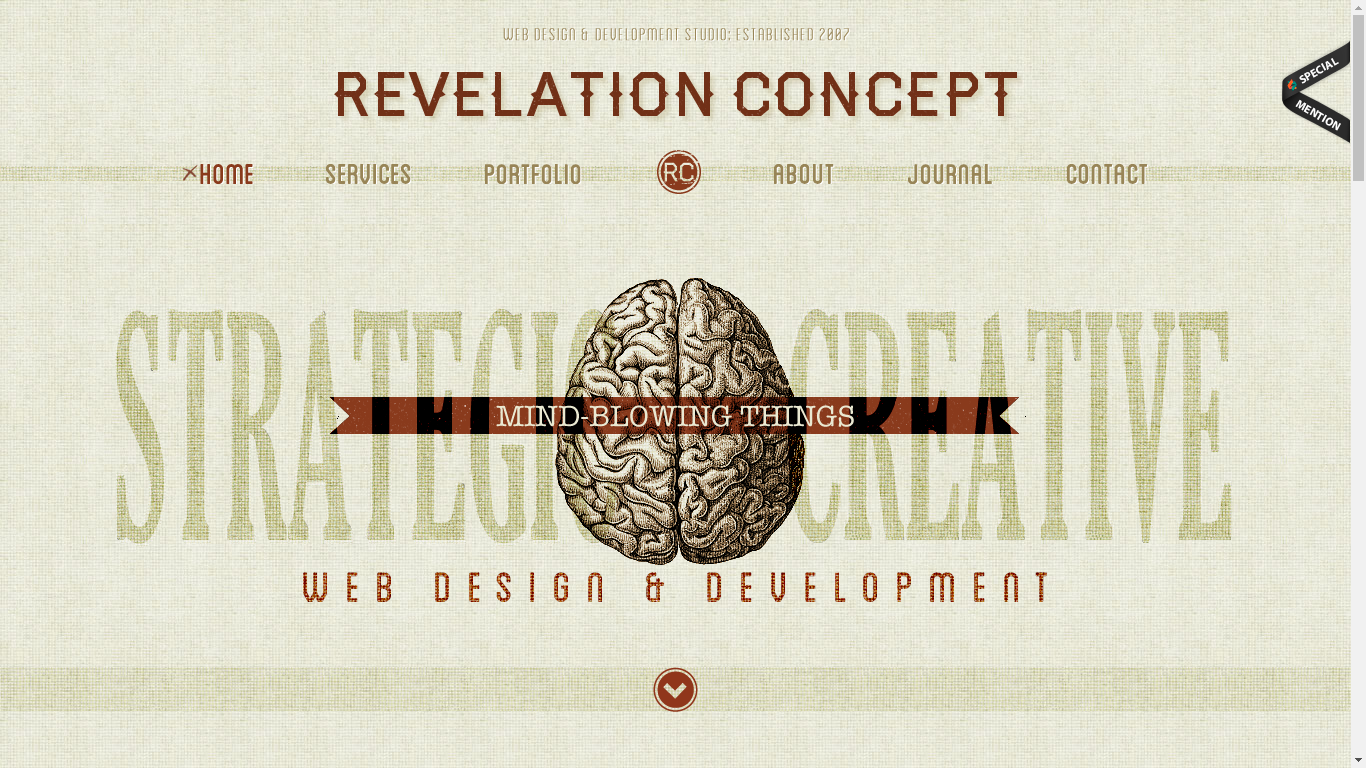 WEB DESIGN & DEVELOPMENT STUDIO: ESTABLISHED 2007
REVELATION CONCEPT
SPECIAL
MENTION
HOME SERVICES PORTFOLIO RC ABOUT JOURNAL CONTACT
STRATEGIC CREATIVE
MIND-BLOWING THINGS
WEB DESIGN & DEVELOPMENT